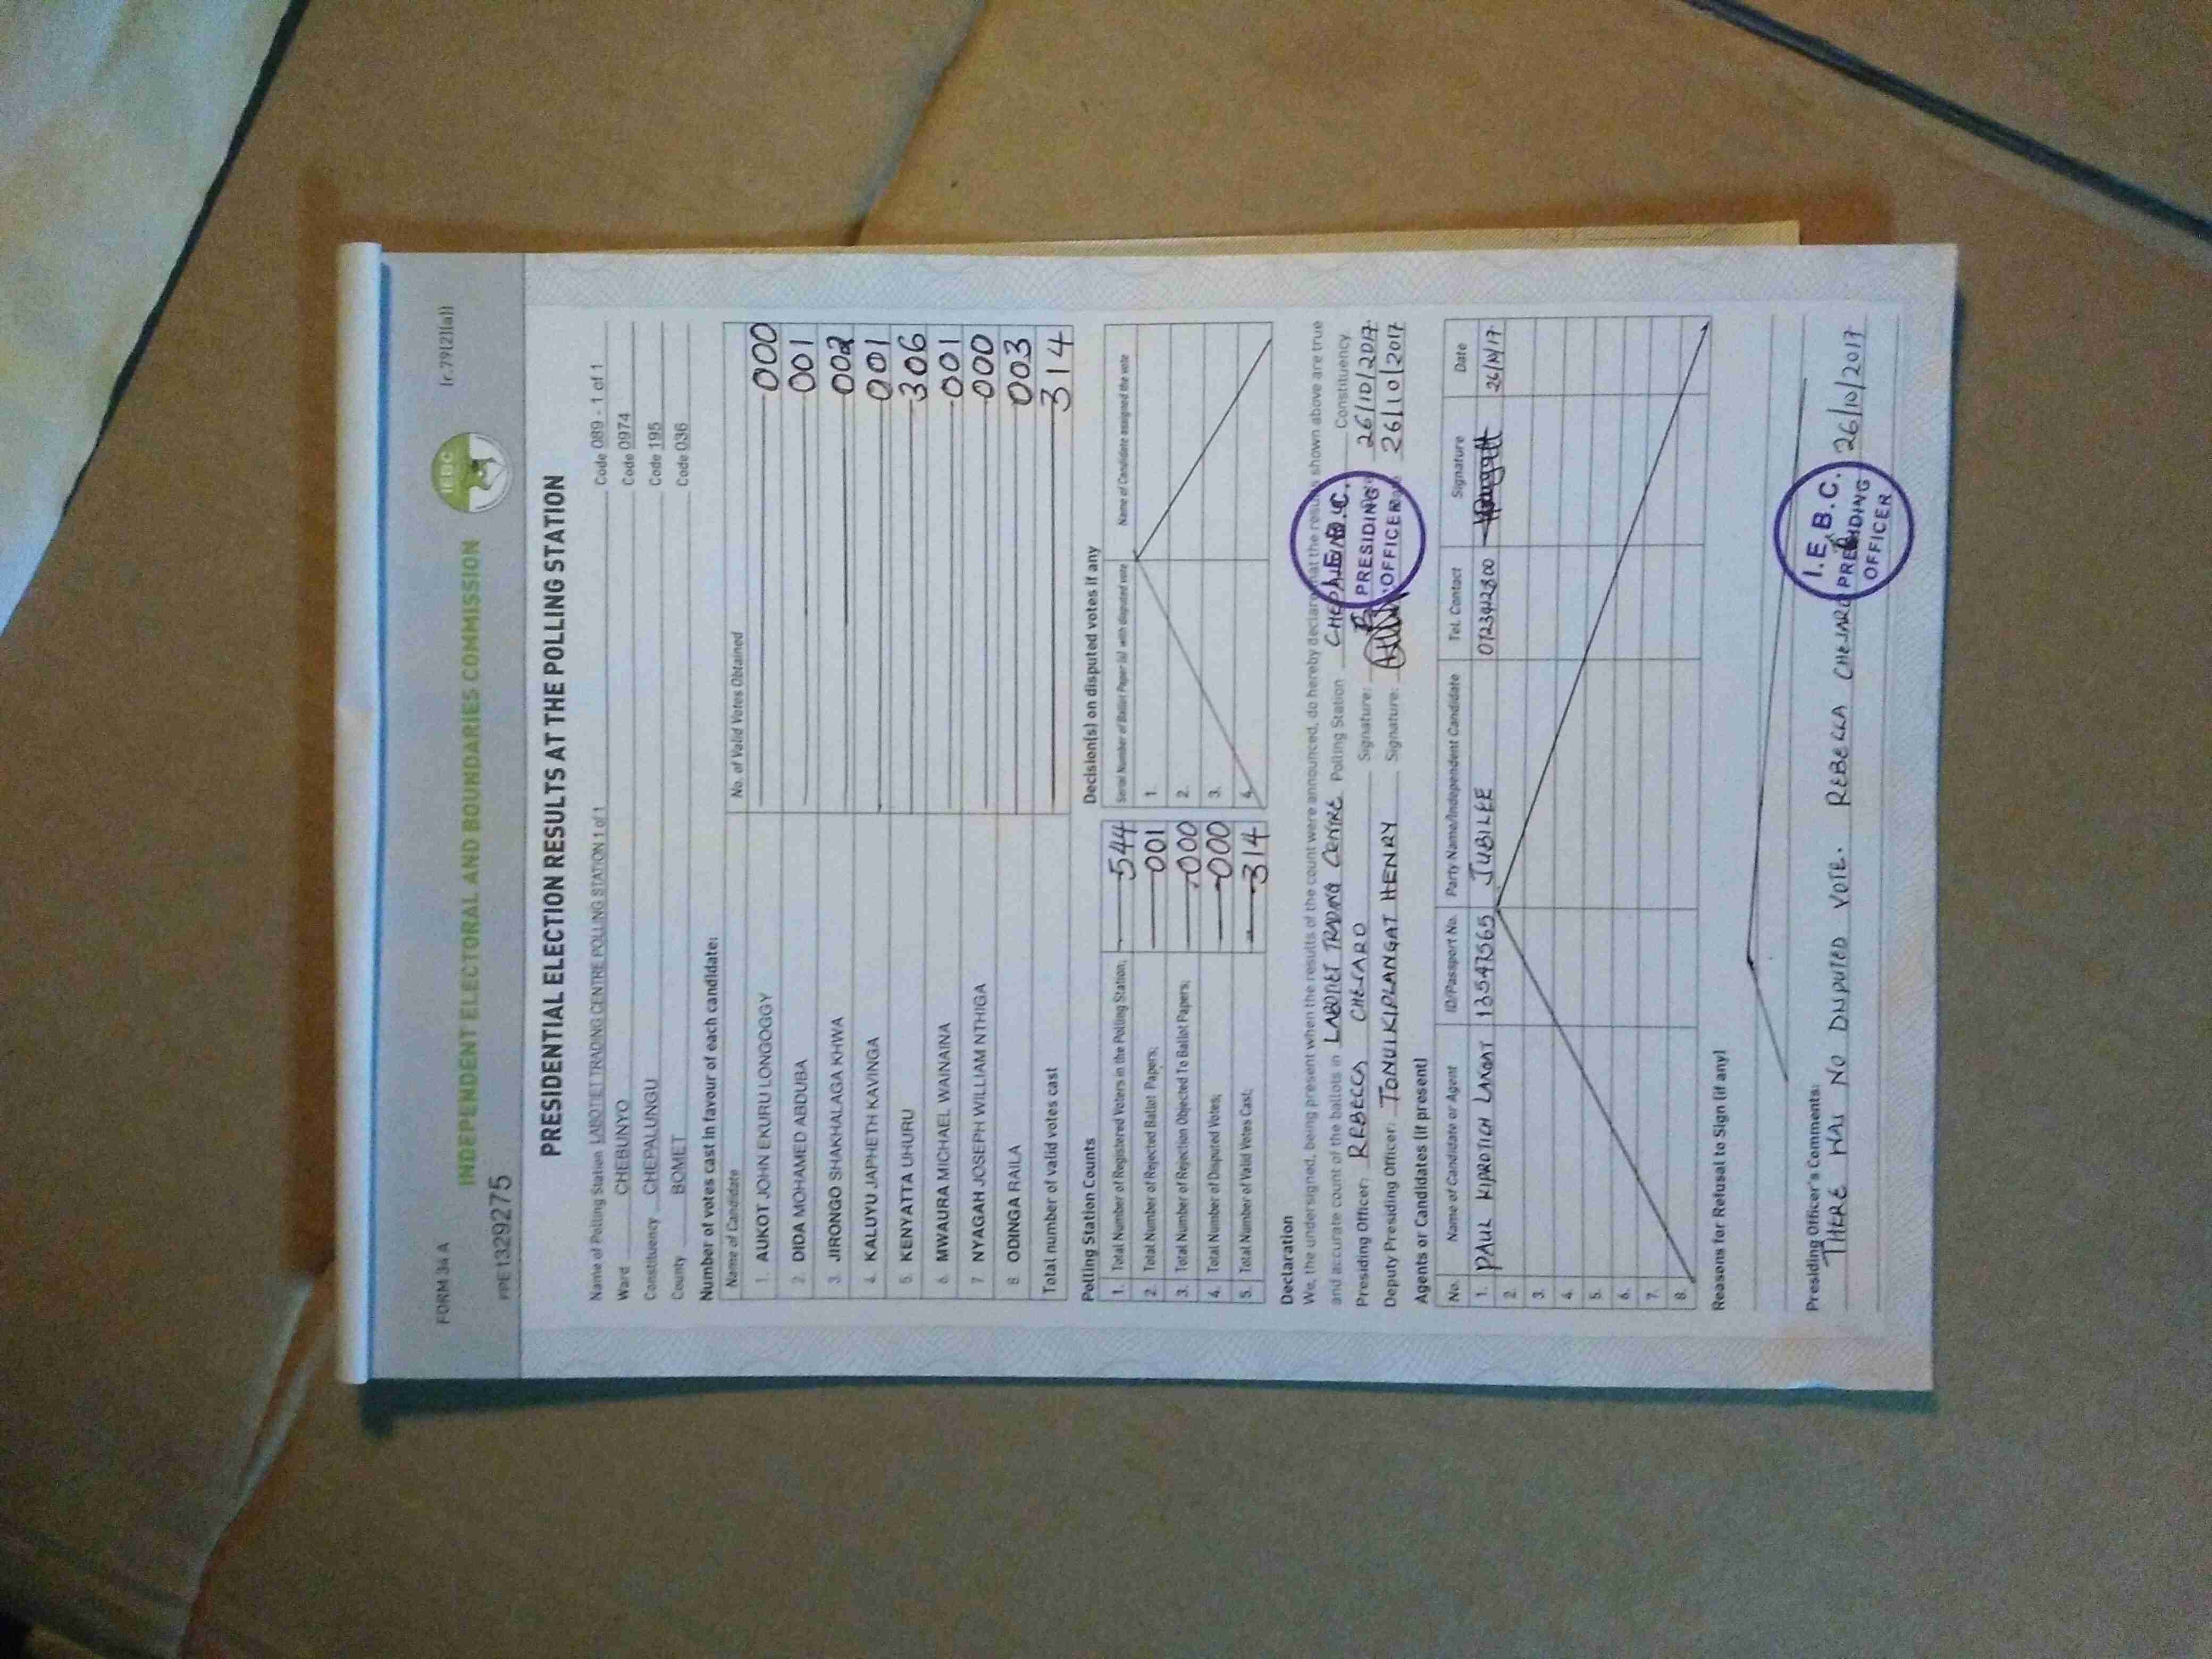 FORM 34 A
(r.79(2)(a))
INDEPENDENT ELECTORAL AND BOUNDARIES COMMISSION
IEBC
PPE1329275
PRESIDENTIAL ELECTION RESULTS AT THE POLLING STATION
Name of Polling Station LABOTIET TRADING CENTRE POLLING STATION 1 of 1 Code 089 - 1 of 1
Ward CHEBUNYO Code 0974
Constituency CHEPALUNGU Code 195
County BOMET Code 036
Number of votes cast in favour of each candidate:
Name of Candidate No. of Valid Votes Obtained
1. AUKOT JOHN EKURU LONGOGGY 000
2. DIDA MOHAMED ABDUBA 001
3. JIRONGO SHAKHALAGA KHWA 002
4. KALUYU JAPHETH KAVINGA 001
5. KENYATTA UHURU 306
6. MWAURA MICHAEL WAINAINA 001
7. NYAGAH JOSEPH WILLIAM NTHIGA 000
8. ODINGA RAILA 003
Total number of valid votes cast 314
Polling Station Counts
1. Total Number of Registered Voters in the Polling Station; 544
2. Total Number of Rejected Ballot Papers; 001
3. Total Number of Rejection Objected To Ballot Papers; 000
4. Total Number of Disputed Votes; 000
5. Total Number of Valid Votes Cast; 314
Decision(s) on disputed votes if any
Serial Number of Ballot Paper (s) with disputed vote Name of Candidate assigned the vote
1.
2.
3.
4.
Declaration
We, the undersigned, being present when the results of the count were announced, do hereby declare that the results shown above are true
and accurate count of the ballots in LABOTIET TRADING CENTRE Polling Station Constituency
Presiding Officer: REBECCA CHELARO Signature: 26/10/2017
Deputy Presiding Officer: TONUI KIPLANGAT HENRY Signature: 26/10/2017
PRESIDING
OFFICER
Agents or Candidates (if present)
No. Name of Candidate or Agent ID/Passport No. Party Name/Independent Candidate Tel. Contact Signature Date
1. PAUL KIPROTICH LANGAT 13547565 JUBILEE 26/10/17
2.
3.
4.
5.
6.
7.
8.
Reasons for Refusal to Sign (if any)
Presiding Officer's Comments:
THERE WAS NO DISPUTED VOTE. REBECCA CHELARO 26/10/2017
I.E.B.C.
PRESIDING
OFFICER